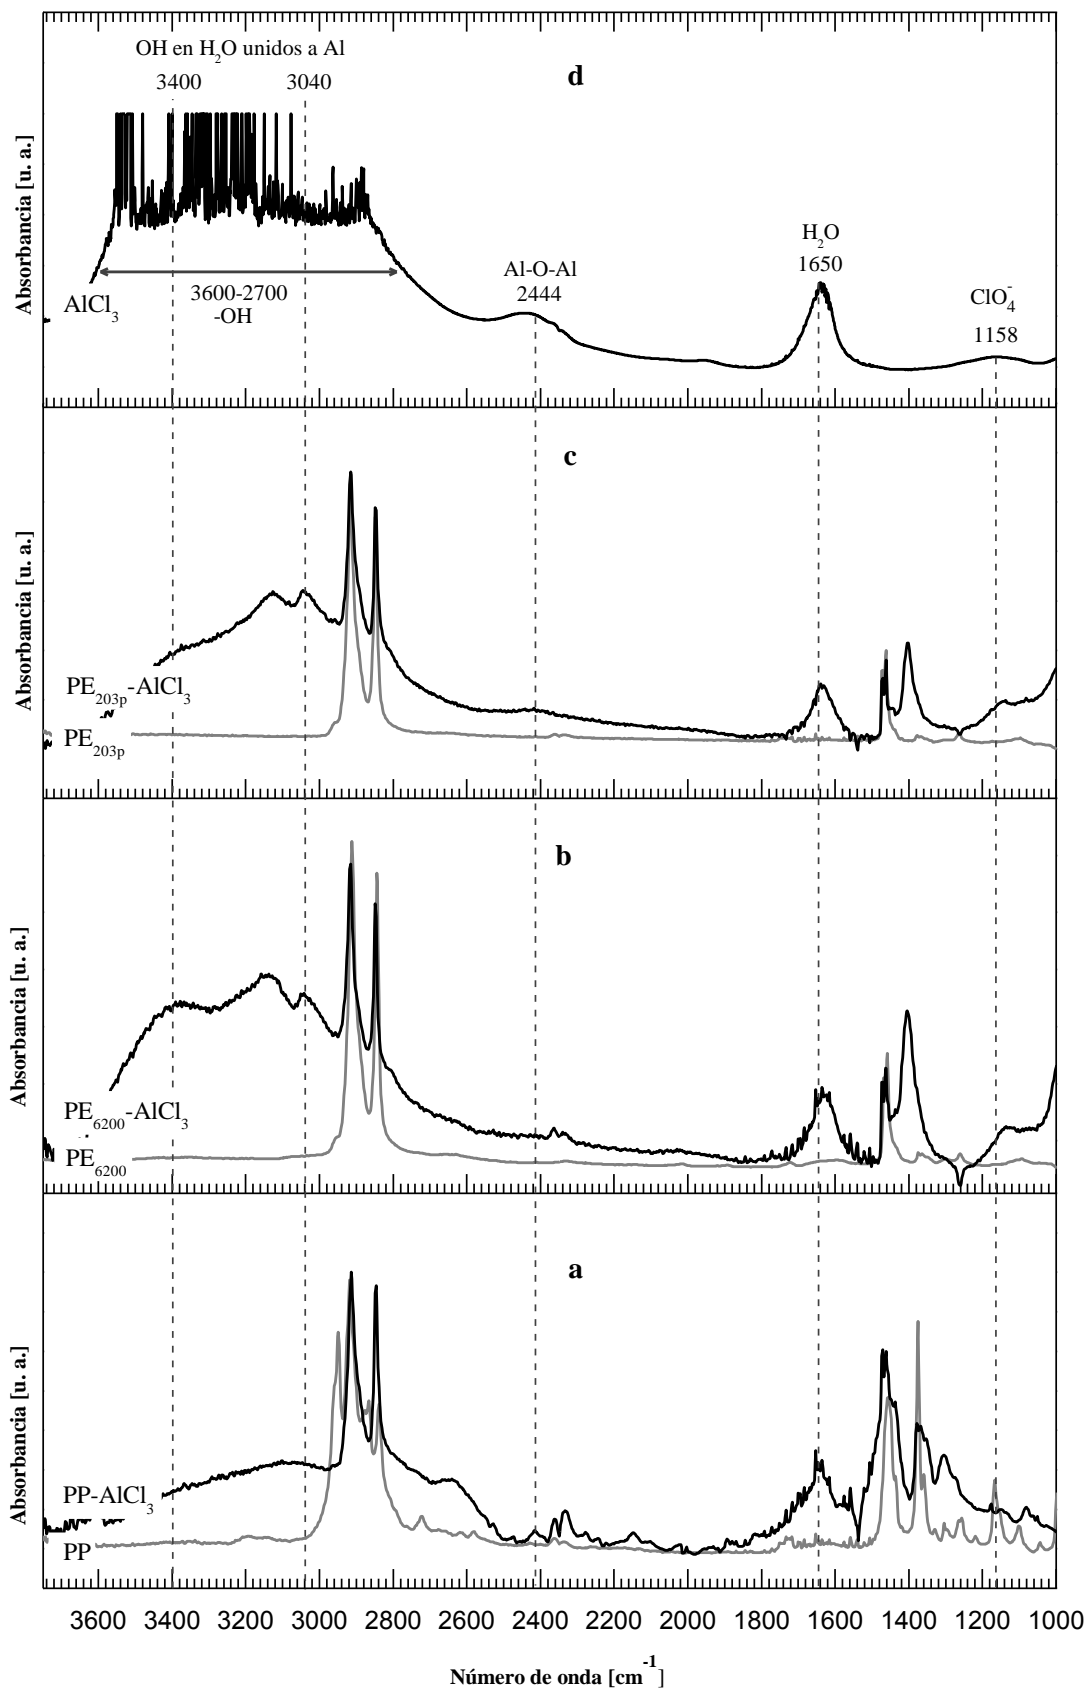 OH en H₂O unidos a Al
3400 3040
d
Absorbancia [u. a.]
H₂O
1650
Al-O-Al
2444
ClO₄⁻
1158
AlCl₃
3600-2700
-OH
c
Absorbancia [u. a.]
PE₂₀₃ₚ-AlCl₃
PE₂₀₃ₚ
b
Absorbancia [u. a.]
PE₆₂₀₀-AlCl₃
PE₆₂₀₀
a
Absorbancia [u. a.]
PP-AlCl₃
PP
3600 3400 3200 3000 2800 2600 2400 2200 2000 1800 1600 1400 1200 1000
Número de onda [cm⁻¹]